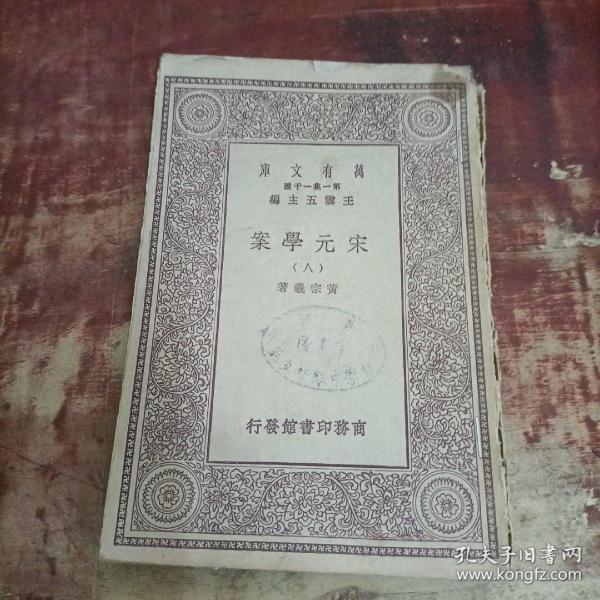 萬有文庫
第一集一千種
王雲五主編
宋元學案
（八）
黃宗羲著
商務印書館發行
孔夫子旧书网
www.kongfz.com